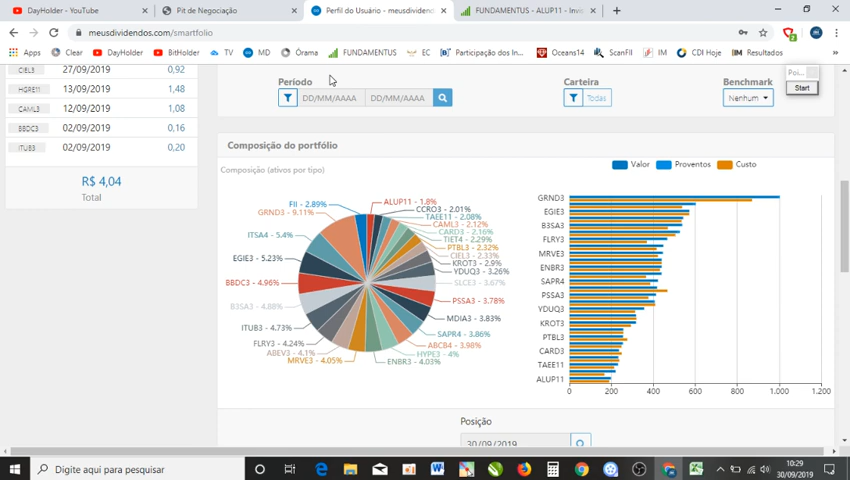 DayHolder - YouTube
Pit de Negociação
Perfil do Usuário - meusdividendos
FUNDAMENTUS - ALUP11 - Inve
meusdividendos.com/smartfolio
Apps
Clear
DayHolder
BitHolder
TV
MD
Órama
FUNDAMENTUS
EC
Participação do Ins...
Oceans14
ScanFII
IM
CDI Hoje
Resultados
CIEL3 27/09/2019 0,92
HGRE11 13/09/2019 1,48
CAML3 12/09/2019 1,08
BBDC3 02/09/2019 0,16
ITUB3 02/09/2019 0,20
R$ 4,04
Total
Período
DD/MM/AAAA DD/MM/AAAA
Carteira
Todas
Benchmark
Nenhum
Poi...
Start
Composição do portfólio
Composição (ativos por tipo)
FII - 2.89%
GRND3 - 9.11%
ITSA4 - 5.4%
EGIE3 - 5.23%
BBDC3 - 4.96%
B3SA3 - 4.88%
ITUB3 - 4.73%
FLRY3 - 4.24%
ABEV3 - 4.1%
MRVE3 - 4.05%
ALUP11 - 1.8%
CCRO3 - 2.01%
TAEE11 - 2.08%
CAML3 - 2.12%
CARD3 - 2.16%
TIET4 - 2.29%
PTBL3 - 2.32%
CIEL3 - 2.33%
KROT3 - 2.9%
YDUQ3 - 3.26%
SLCE3 - 3.67%
PSSA3 - 3.78%
MDIA3 - 3.83%
SAPR4 - 3.86%
ABCB4 - 3.98%
HYPE3 - 4%
ENBR3 - 4.03%
Valor Proventos Custo
GRND3
EGIE3
B3SA3
FLRY3
MRVE3
ENBR3
SAPR4
PSSA3
YDUQ3
KROT3
PTBL3
CARD3
TAEE11
ALUP11
0 200 400 600 800 1.000 1.200
Posição
30/09/2019
Digite aqui para pesquisar
10:29
30/09/2019